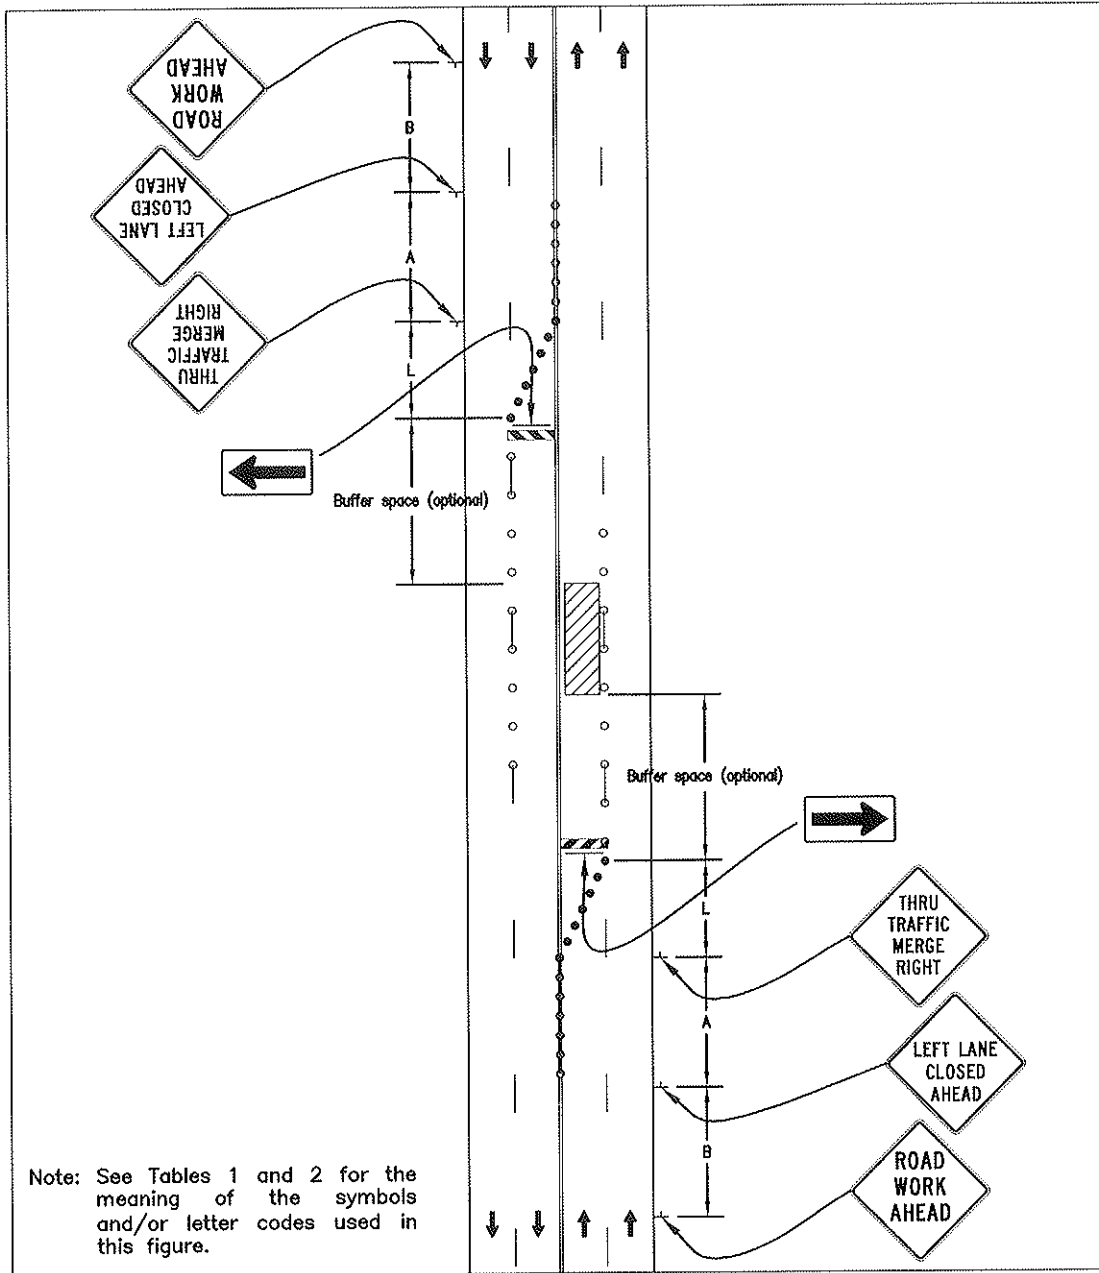 ROAD
WORK
AHEAD
B
LEFT LANE
CLOSED
AHEAD
A
THRU
TRAFFIC
MERGE
RIGHT
L
Buffer space (optional)
Buffer space (optional)
L
THRU
TRAFFIC
MERGE
RIGHT
A
LEFT LANE
CLOSED
AHEAD
B
ROAD
WORK
AHEAD
Note: See Tables 1 and 2 for the
meaning of the symbols
and/or letter codes used in
this figure.